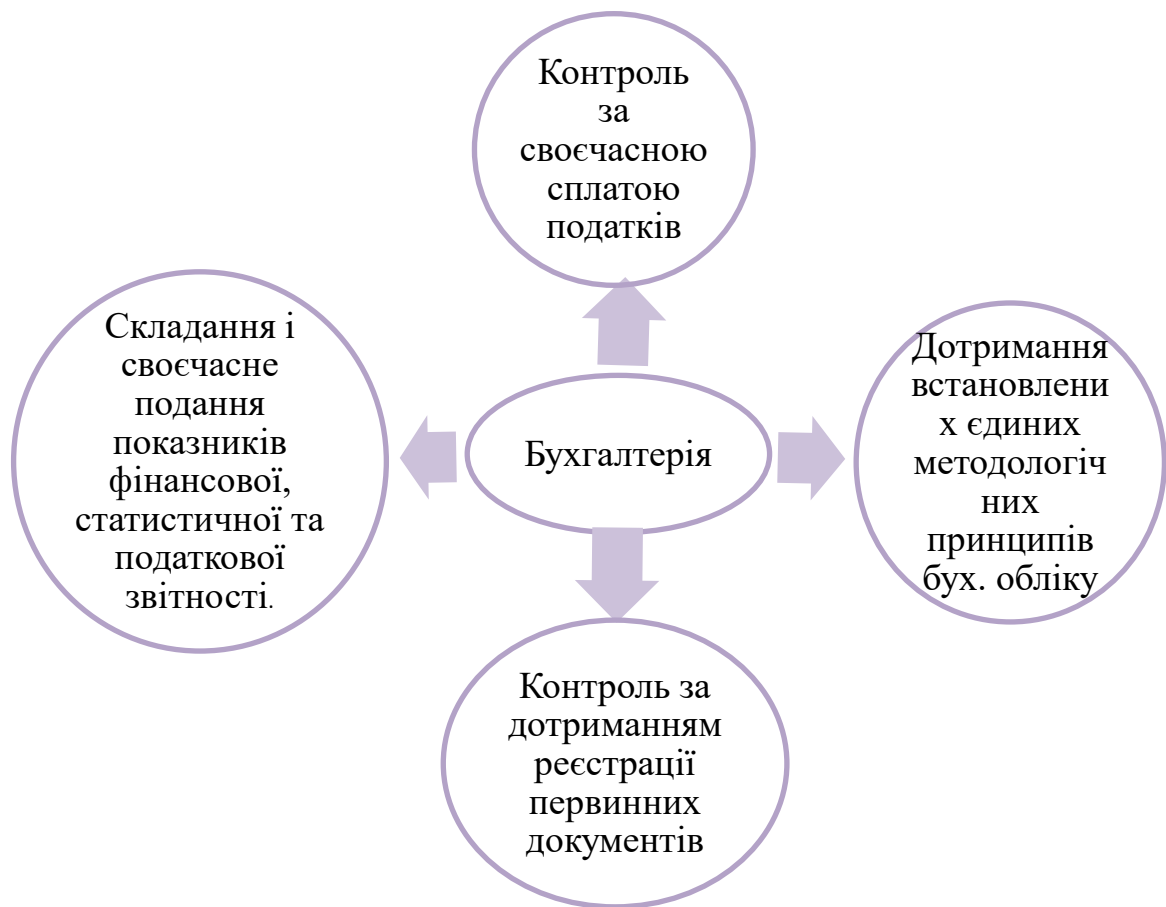 Контроль
за
своєчасною
сплатою
податків
Складання і
своєчасне
подання
показників
фінансової,
статистичної та
податкової
звітності.
Бухгалтерія
Дотримання
встановлени
х єдиних
методологіч
них
принципів
бух. обліку
Контроль за
дотриманням
реєстрації
первинних
документів